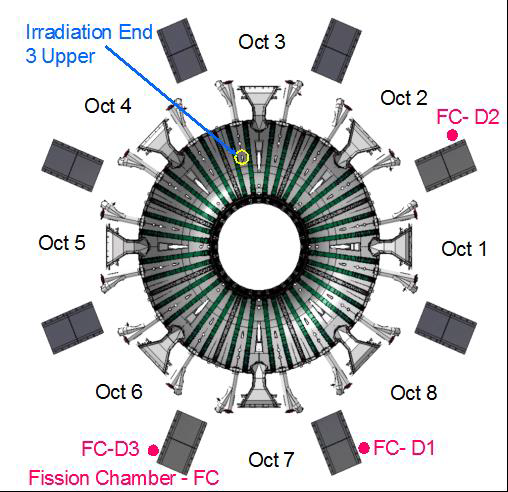 Irradiation End
3 Upper
Oct 3
Oct 4
Oct 2
FC- D2
Oct 5
Oct 1
Oct 6
Oct 8
FC-D3
Oct 7
FC- D1
Fission Chamber - FC